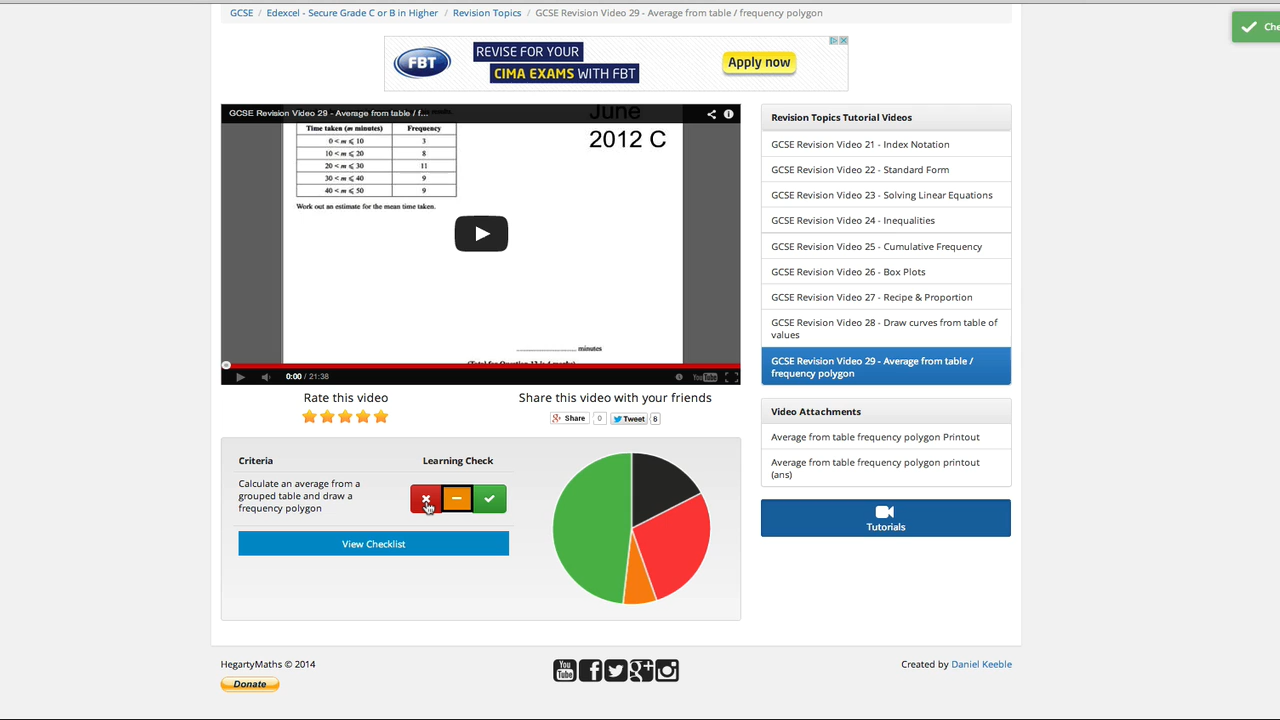 GCSE / Edexcel - Secure Grade C or B in Higher / Revision Topics / GCSE Revision Video 29 - Average from table / frequency polygon
FBT
REVISE FOR YOUR
CIMA EXAMS WITH FBT
Apply now
GCSE Revision Video 29 - Average from table / f...
June
2012 C
Time taken (m minutes) Frequency
0 < m ⩽ 10 3
10 < m ⩽ 20 8
20 < m ⩽ 30 11
30 < m ⩽ 40 9
40 < m ⩽ 50 9
Work out an estimate for the mean time taken.
minutes
0:00 / 21:38
YouTube
Rate this video
Share this video with your friends
Share 0 Tweet 8
Criteria
Learning Check
Calculate an average from a
grouped table and draw a
frequency polygon
View Checklist
Revision Topics Tutorial Videos
GCSE Revision Video 21 - Index Notation
GCSE Revision Video 22 - Standard Form
GCSE Revision Video 23 - Solving Linear Equations
GCSE Revision Video 24 - Inequalities
GCSE Revision Video 25 - Cumulative Frequency
GCSE Revision Video 26 - Box Plots
GCSE Revision Video 27 - Recipe & Proportion
GCSE Revision Video 28 - Draw curves from table of
values
GCSE Revision Video 29 - Average from table /
frequency polygon
Video Attachments
Average from table frequency polygon Printout
Average from table frequency polygon printout
(ans)
Tutorials
HegartyMaths © 2014
Donate
You
Tube
Created by Daniel Keeble